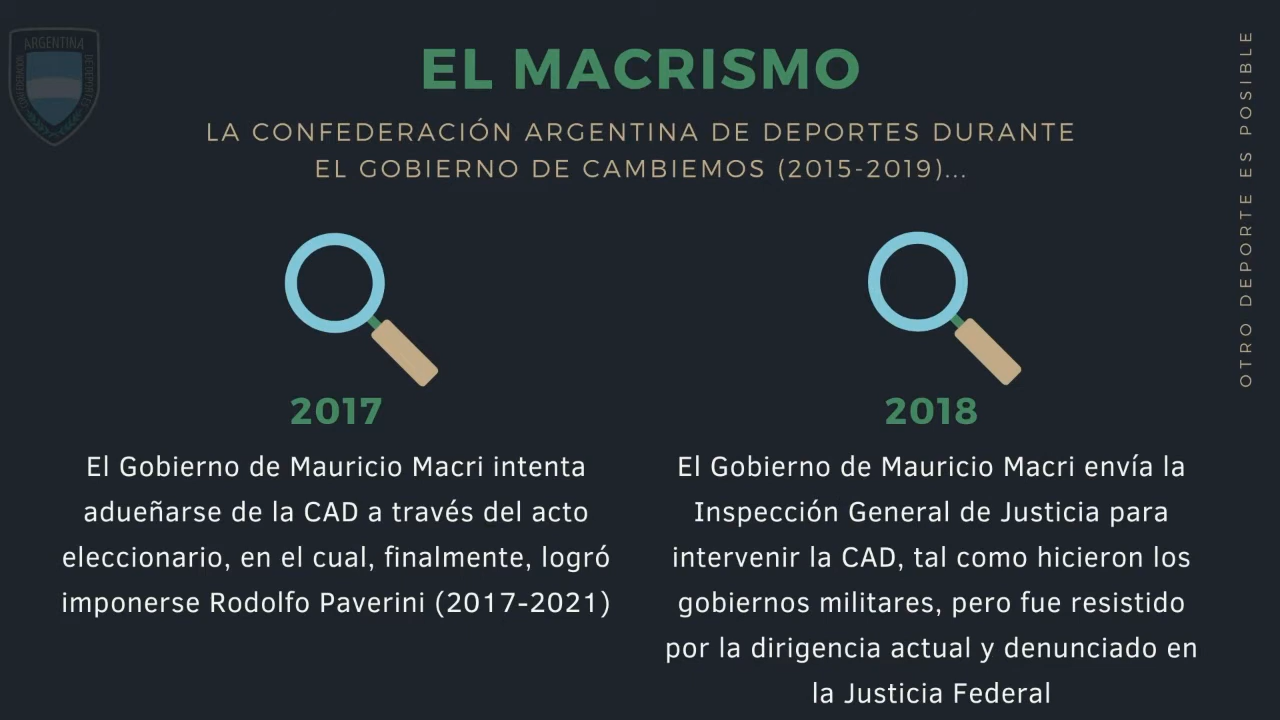 ARGENTINA
CONFEDERACIÓN
DE DEPORTES
EL MACRISMO
LA CONFEDERACIÓN ARGENTINA DE DEPORTES DURANTE
EL GOBIERNO DE CAMBIEMOS (2015-2019)...
OTRO DEPORTE ES POSIBLE
2017
El Gobierno de Mauricio Macri intenta
adueñarse de la CAD a través del acto
eleccionario, en el cual, finalmente, logró
imponerse Rodolfo Paverini (2017-2021)
2018
El Gobierno de Mauricio Macri envía la
Inspección General de Justicia para
intervenir la CAD, tal como hicieron los
gobiernos militares, pero fue resistido
por la dirigencia actual y denunciado en
la Justicia Federal